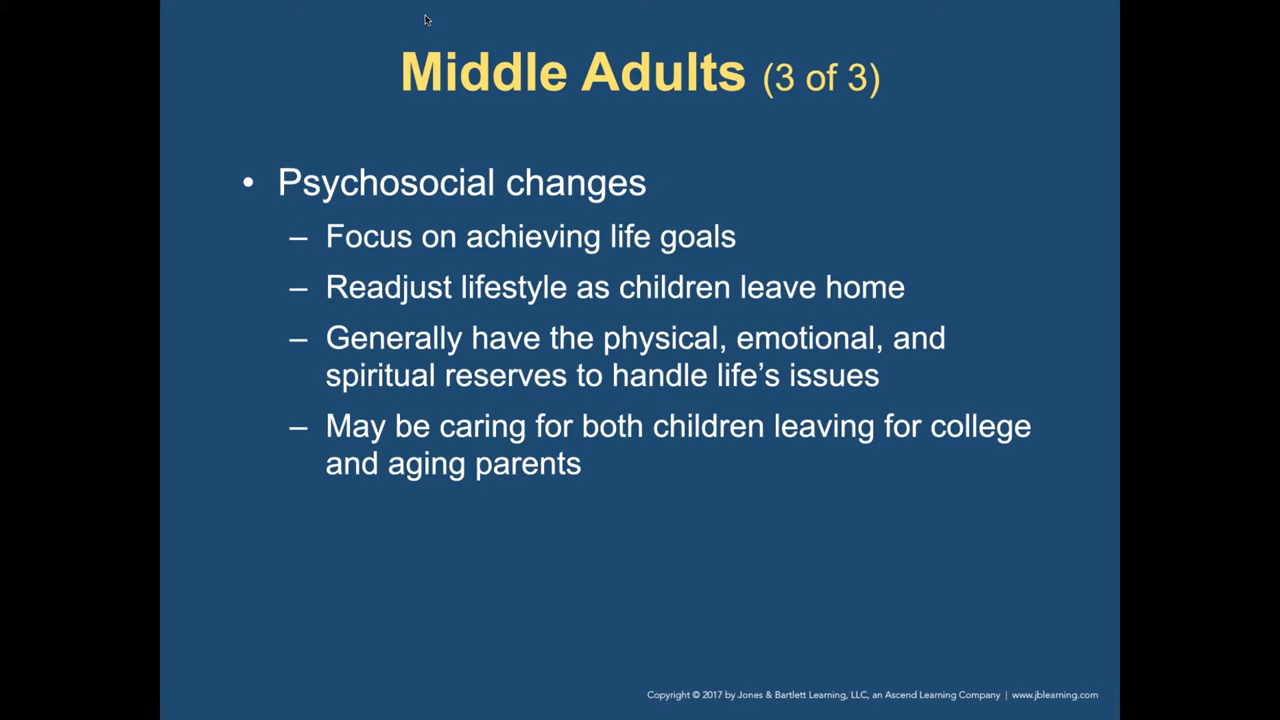 Middle Adults (3 of 3)
• Psychosocial changes
– Focus on achieving life goals
– Readjust lifestyle as children leave home
– Generally have the physical, emotional, and
spiritual reserves to handle life’s issues
– May be caring for both children leaving for college
and aging parents
Copyright © 2017 by Jones & Bartlett Learning, LLC, an Ascend Learning Company | www.jblearning.com